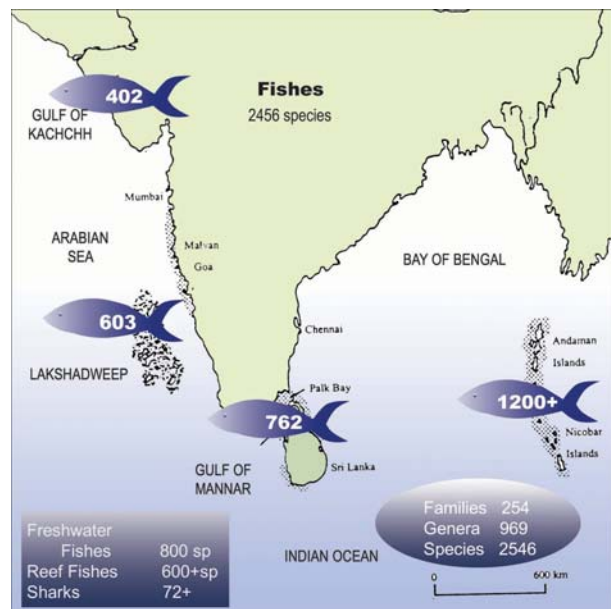 Fishes
2456 species
402
GULF OF
KACHCHH
Mumbai
ARABIAN
SEA
Malvan
Goa
BAY OF BENGAL
603
LAKSHADWEEP
Chennai
Andaman
Islands
Palk Bay
1200+
762
Nicobar
Islands
GULF OF
MANNAR
Sri Lanka
Freshwater
Fishes 800 sp
Reef Fishes 600+sp
Sharks 72+
INDIAN OCEAN
Families 254
Genera 969
Species 2546
0 600 km